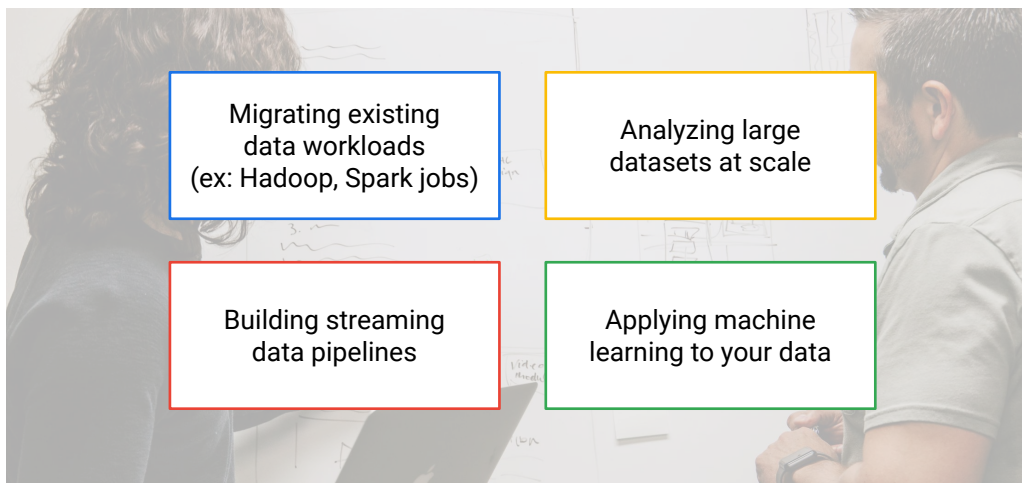 Migrating existing
data workloads
(ex: Hadoop, Spark jobs)
Analyzing large
datasets at scale
Building streaming
data pipelines
Applying machine
learning to your data
3.